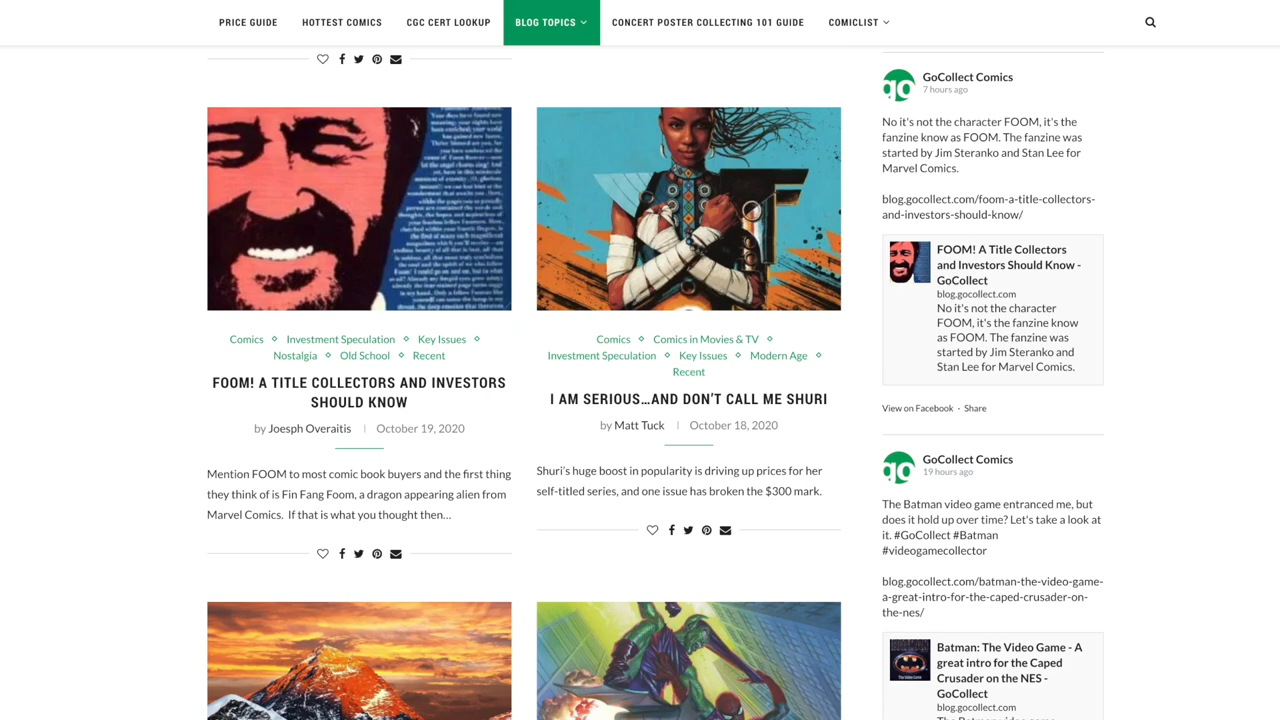 PRICE GUIDE
HOTTEST COMICS
CGC CERT LOOKUP
BLOG TOPICS
CONCERT POSTER COLLECTING 101 GUIDE
COMICLIST
Comics
Investment Speculation
Key Issues
Nostalgia
Old School
Recent
FOOM! A TITLE COLLECTORS AND INVESTORS
SHOULD KNOW
by Joesph Overaitis
October 19, 2020
Mention FOOM to most comic book buyers and the first thing
they think of is Fin Fang Foom, a dragon appearing alien from
Marvel Comics. If that is what you thought then…
Comics
Comics in Movies & TV
Investment Speculation
Key Issues
Modern Age
Recent
I AM SERIOUS…AND DON'T CALL ME SHURI
by Matt Tuck
October 18, 2020
Shuri's huge boost in popularity is driving up prices for her
self-titled series, and one issue has broken the $300 mark.
go
GoCollect Comics
7 hours ago
No it's not the character FOOM, it's the
fanzine know as FOOM. The fanzine was
started by Jim Steranko and Stan Lee for
Marvel Comics.
blog.gocollect.com/foom-a-title-collectors-
and-investors-should-know/
FOOM! A Title Collectors
and Investors Should Know -
GoCollect
blog.gocollect.com
No it's not the character
FOOM, it's the fanzine know
as FOOM. The fanzine was
started by Jim Steranko and
Stan Lee for Marvel Comics.
View on Facebook · Share
go
GoCollect Comics
19 hours ago
The Batman video game entranced me, but
does it hold up over time? Let's take a look at
it. #GoCollect #Batman
#videogamecollector
blog.gocollect.com/batman-the-video-game-
a-great-intro-for-the-caped-crusader-on-
the-nes/
Batman: The Video Game - A
great intro for the Caped
Crusader on the NES -
GoCollect
blog.gocollect.com
The Batman video game